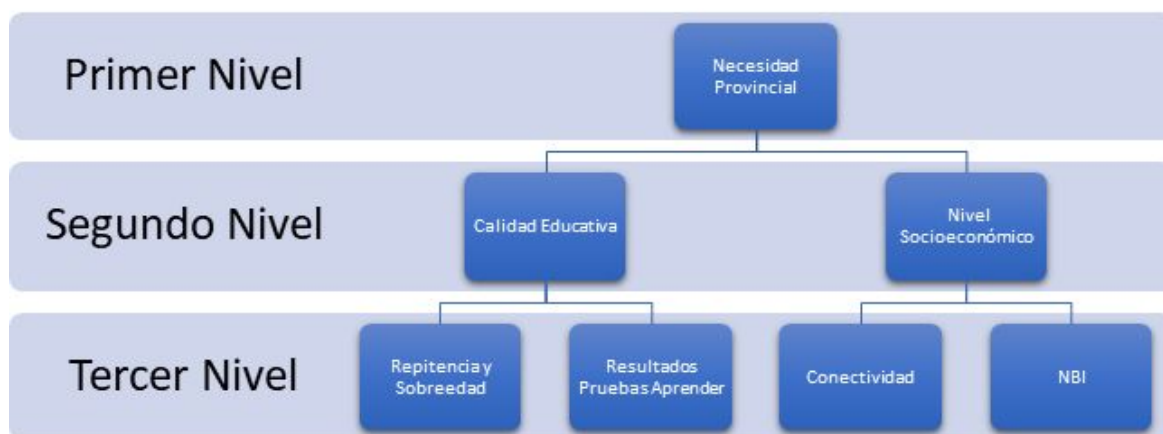 Primer Nivel
Necesidad
Provincial
Segundo Nivel
Calidad Educativa
Nivel
Socioeconómico
Tercer Nivel
Repitencia y
Sobreedad
Resultados
Pruebas Aprender
Conectividad
NBI